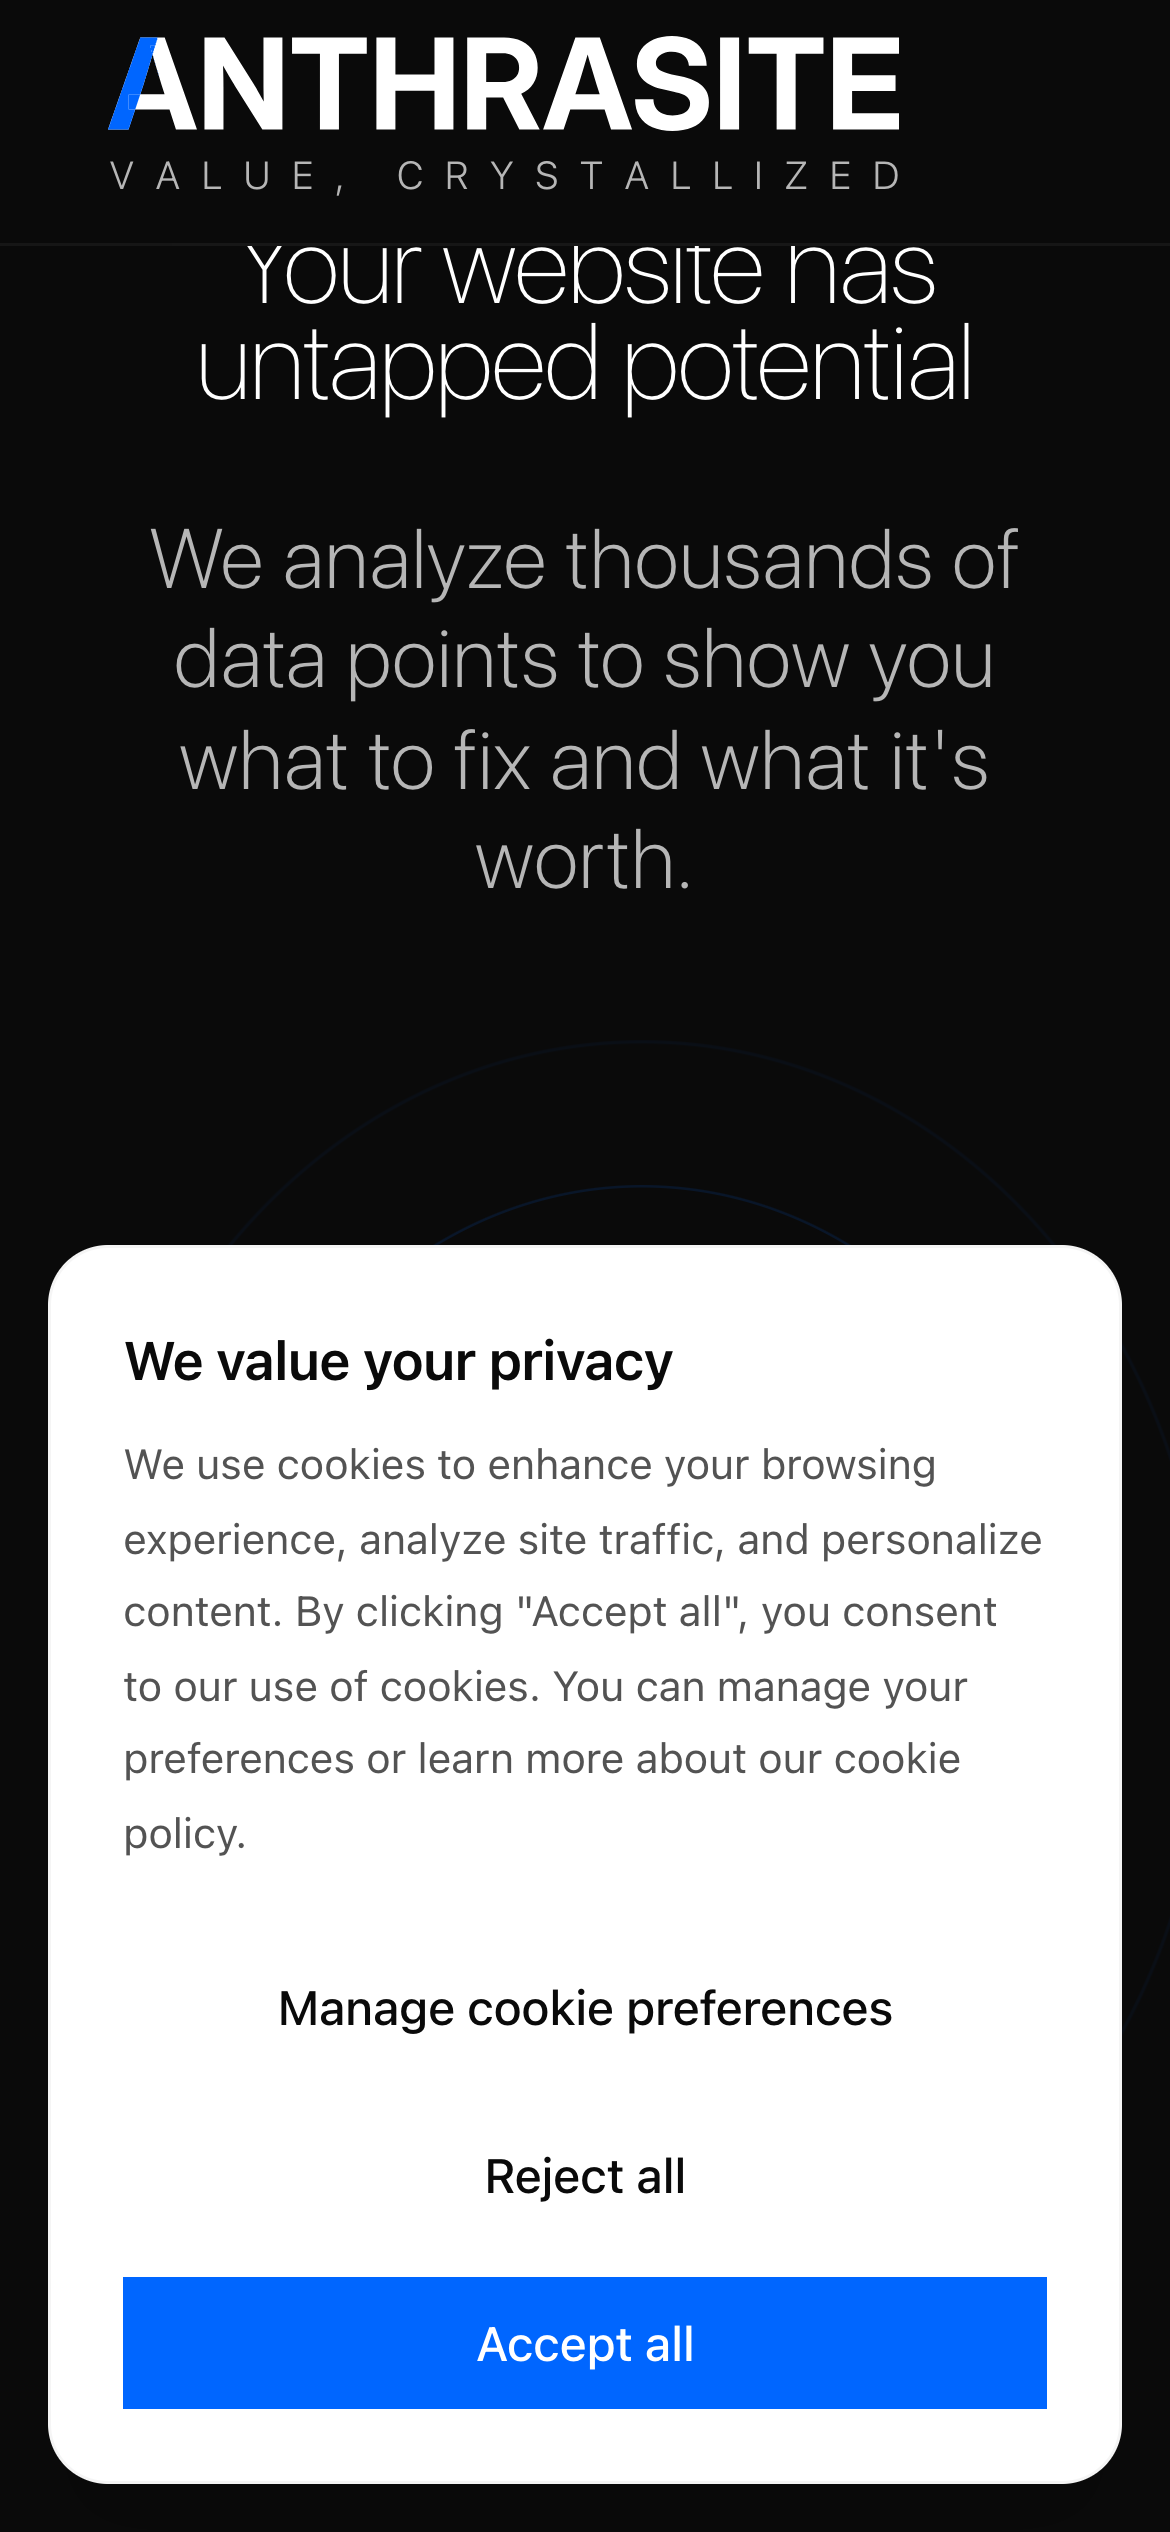 ANTHRASITE
VALUE, CRYSTALLIZED
Your website has
untapped potential
We analyze thousands of
data points to show you
what to fix and what it's
worth.
We value your privacy
We use cookies to enhance your browsing
experience, analyze site traffic, and personalize
content. By clicking "Accept all", you consent
to our use of cookies. You can manage your
preferences or learn more about our cookie
policy.
Manage cookie preferences
Reject all
Accept all